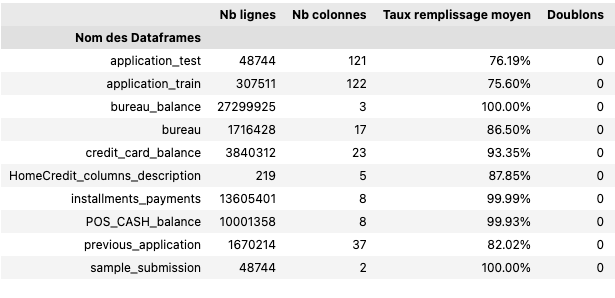 Nb lignes Nb colonnes Taux remplissage moyen Doublons
Nom des Dataframes
application_test 48744 121 76.19% 0
application_train 307511 122 75.60% 0
bureau_balance 27299925 3 100.00% 0
bureau 1716428 17 86.50% 0
credit_card_balance 3840312 23 93.35% 0
HomeCredit_columns_description 219 5 87.85% 0
installments_payments 13605401 8 99.99% 0
POS_CASH_balance 10001358 8 99.93% 0
previous_application 1670214 37 82.02% 0
sample_submission 48744 2 100.00% 0